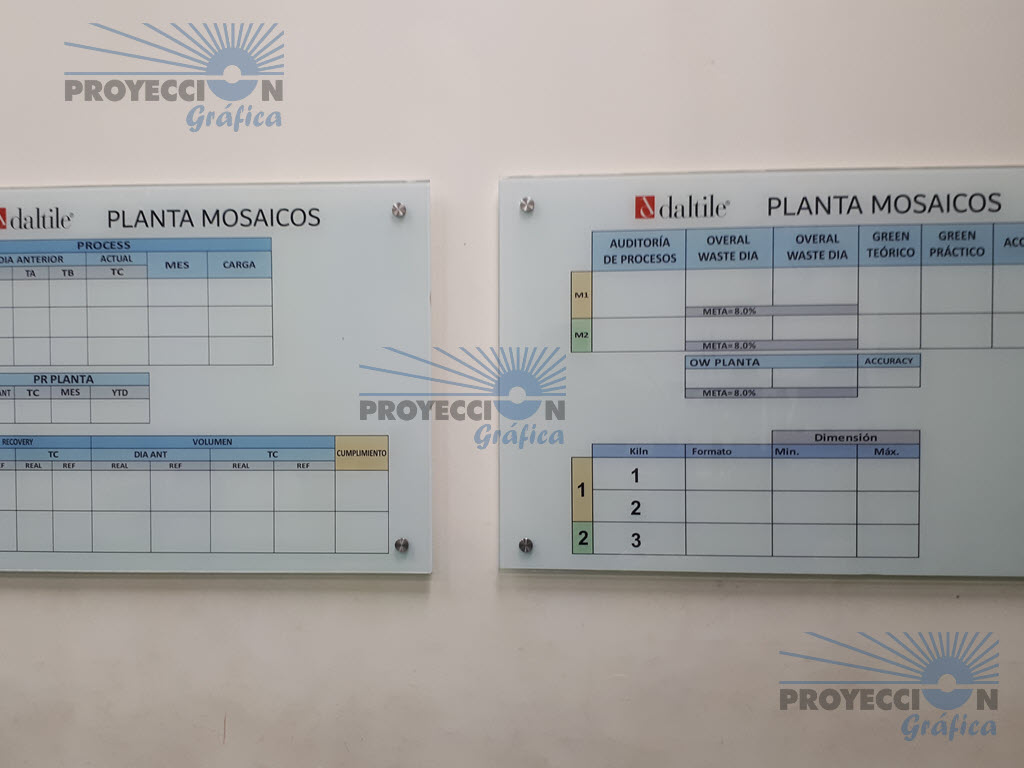 PROYECCION
Gráfica
daltile PLANTA MOSAICOS
PROCESS
DIA ANTERIOR ACTUAL MES CARGA
TA TB TC
PR PLANTA
ANT TC MES YTD
RECOVERY VOLUMEN CUMPLIMIENTO
TC DIA ANT TC
REF REAL REF REAL REF REAL REF
daltile PLANTA MOSAICOS
AUDITORÍA DE PROCESOS
OVERAL WASTE DIA
OVERAL WASTE DIA
GREEN TEÓRICO
GREEN PRÁCTICO
ACC
M1
META=8.0%
M2
META=8.0%
OW PLANTA ACCURACY
META=8.0%
Dimensión
Kiln Formato Min. Máx.
1 1
2
2 3
PROYECCION
Gráfica
PROYECCION
Gráfica